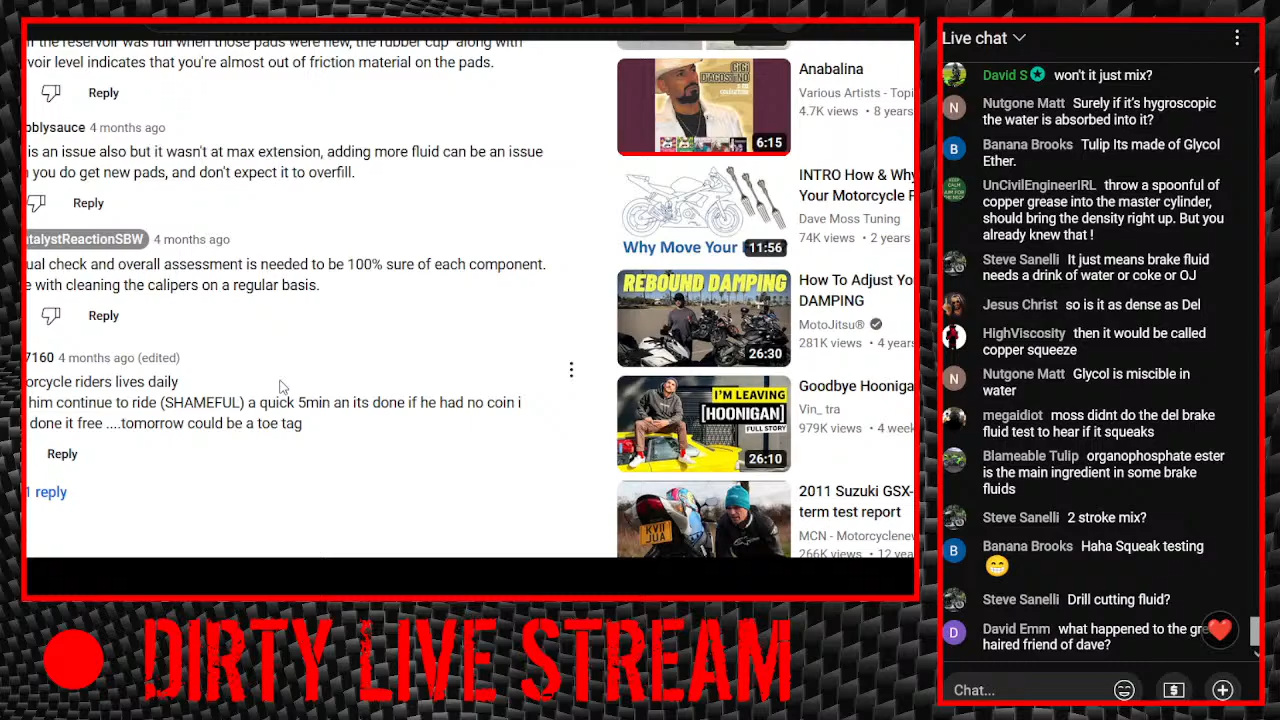 f the reservoir was full when those pads were new, the rubber cup along with
voir level indicates that you're almost out of friction material on the pads.
Reply
bblysauce 4 months ago
is an issue also but it wasn't at max extension, adding more fluid can be an issue
you do get new pads, and don't expect it to overfill.
Reply
atalystReactionSBW 4 months ago
ual check and overall assessment is needed to be 100% sure of each component.
e with cleaning the calipers on a regular basis.
Reply
7160 4 months ago (edited)
orcycle riders lives daily
him continue to ride (SHAMEFUL) a quick 5min an its done if he had no coin i
done it free ....tomorrow could be a toe tag
Reply
1 reply
GIGI
D'AGOSTINO
6:15
Anabalina
Various Artists - Topi
4.7K views • 8 years
Why Move Your F
11:56
INTRO How & Why
Your Motorcycle F
Dave Moss Tuning
74K views • 2 years
REBOUND DAMPING
26:30
How To Adjust Yo
DAMPING
MotoJitsu®
281K views • 4 years
I'M LEAVING
[HOONIGAN]
FULL STORY
26:10
Goodbye Hooniga
Vin_ tra
979K views • 4 week
KV11
JUA
2011 Suzuki GSX-
term test report
MCN - Motorcyclenew
266K views • 12 yea
DIRTY LIVE STREAM
Live chat
David S won't it just mix?
N
Nutgone Matt Surely if it's hygroscopic
the water is absorbed into it?
B
Banana Brooks Tulip Its made of Glycol
Ether.
UnCivilEngineerIRL throw a spoonful of
copper grease into the master cylinder,
should bring the density right up. But you
already knew that !
Steve Sanelli It just means brake fluid
needs a drink of water or coke or OJ
Jesus Christ so is it as dense as Del
HighViscosity then it would be called
copper squeeze
N
Nutgone Matt Glycol is miscible in
water
megaidiot moss didnt do the del brake
fluid test to hear if it squeaks
Blameable Tulip organophosphate ester
is the main ingredient in some brake
fluids
Steve Sanelli 2 stroke mix?
B
Banana Brooks Haha Squeak testing
😁
Steve Sanelli Drill cutting fluid?
D
David Emm what happened to the gre
haired friend of dave?
Chat...